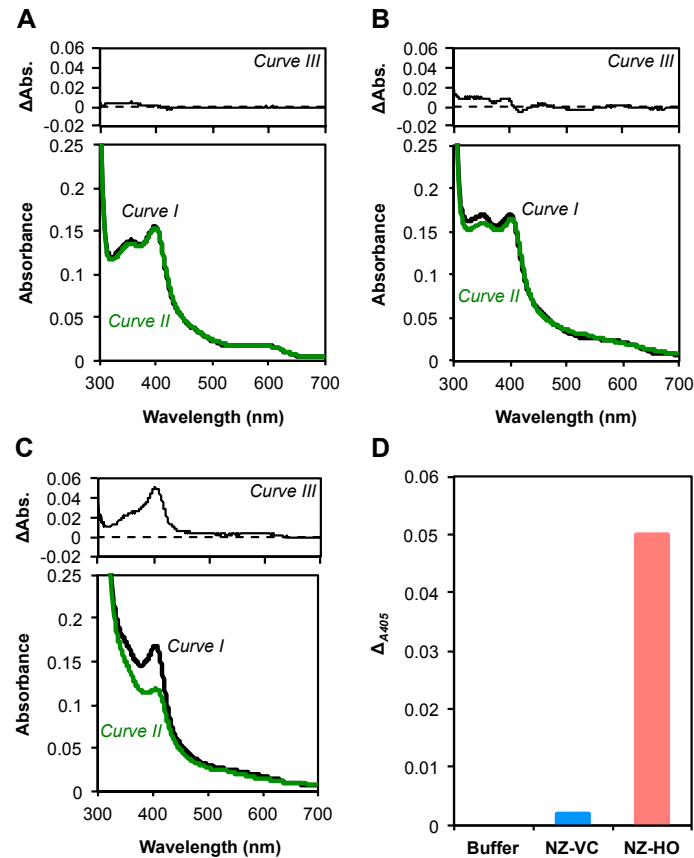 A
0.06
0.04
0.02
0
-0.02
ΔAbs.
Curve III
0.25
0.2
0.15
0.1
0.05
0
Absorbance
Curve I
Curve II
300 400 500 600 700
Wavelength (nm)
B
0.06
0.04
0.02
0
-0.02
ΔAbs.
Curve III
0.25
0.2
0.15
0.1
0.05
0
Absorbance
Curve I
Curve II
300 400 500 600 700
Wavelength (nm)
C
0.06
0.04
0.02
0
-0.02
ΔAbs.
Curve III
0.25
0.2
0.15
0.1
0.05
0
Absorbance
Curve I
Curve II
300 400 500 600 700
Wavelength (nm)
D
0.06
0.05
0.04
0.03
0.02
0.01
0
ΔA405
Buffer NZ-VC NZ-HO